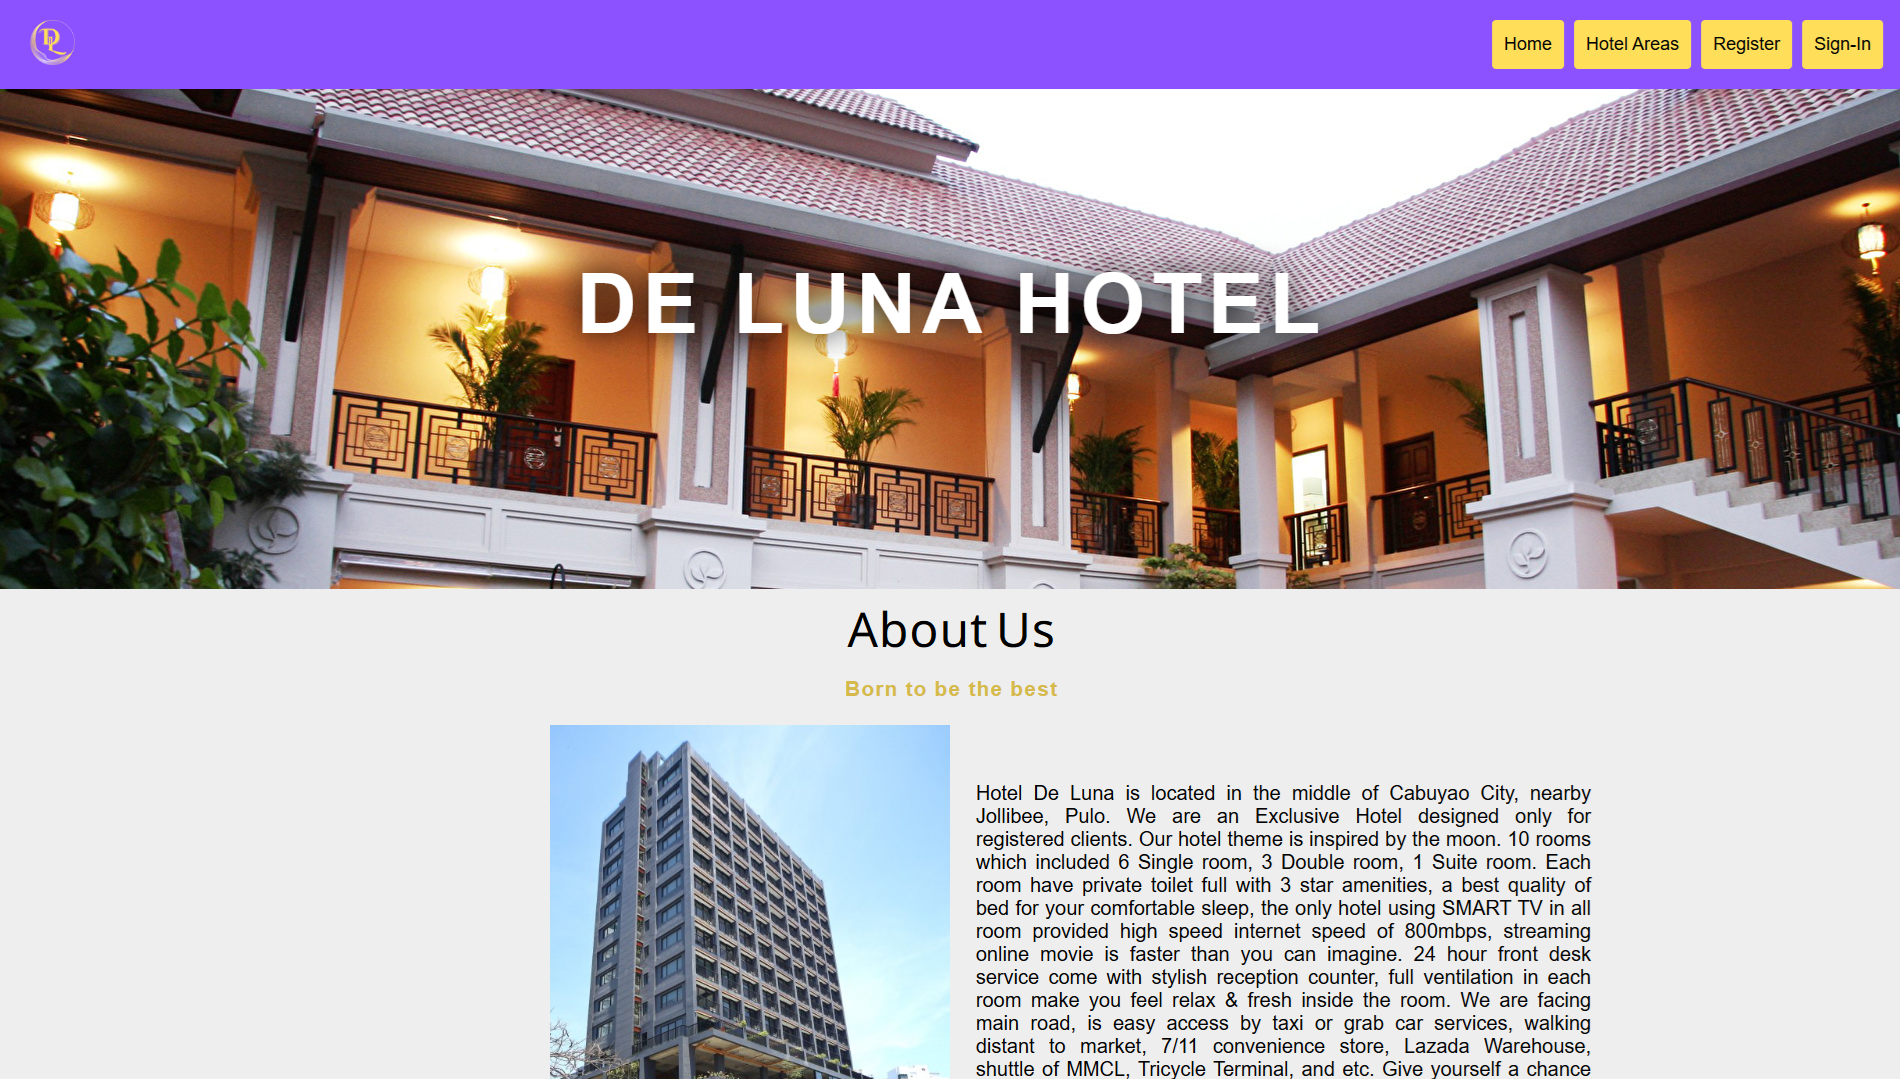 DL
Home
Hotel Areas
Register
Sign-In
DE LUNA HOTEL
About Us
Born to be the best
Hotel De Luna is located in the middle of Cabuyao City, nearby
Jollibee, Pulo. We are an Exclusive Hotel designed only for
registered clients. Our hotel theme is inspired by the moon. 10 rooms
which included 6 Single room, 3 Double room, 1 Suite room. Each
room have private toilet full with 3 star amenities, a best quality of
bed for your comfortable sleep, the only hotel using SMART TV in all
room provided high speed internet speed of 800mbps, streaming
online movie is faster than you can imagine. 24 hour front desk
service come with stylish reception counter, full ventilation in each
room make you feel relax & fresh inside the room. We are facing
main road, is easy access by taxi or grab car services, walking
distant to market, 7/11 convenience store, Lazada Warehouse,
shuttle of MMCL, Tricycle Terminal, and etc. Give yourself a chance